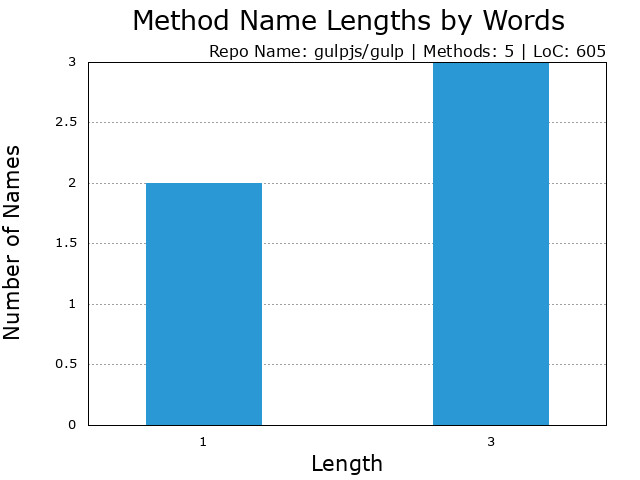 Method Name Lengths by Words
Repo Name: gulpjs/gulp | Methods: 5 | LoC: 605
Number of Names
3
2.5
2
1.5
1
0.5
0
1 3
Length